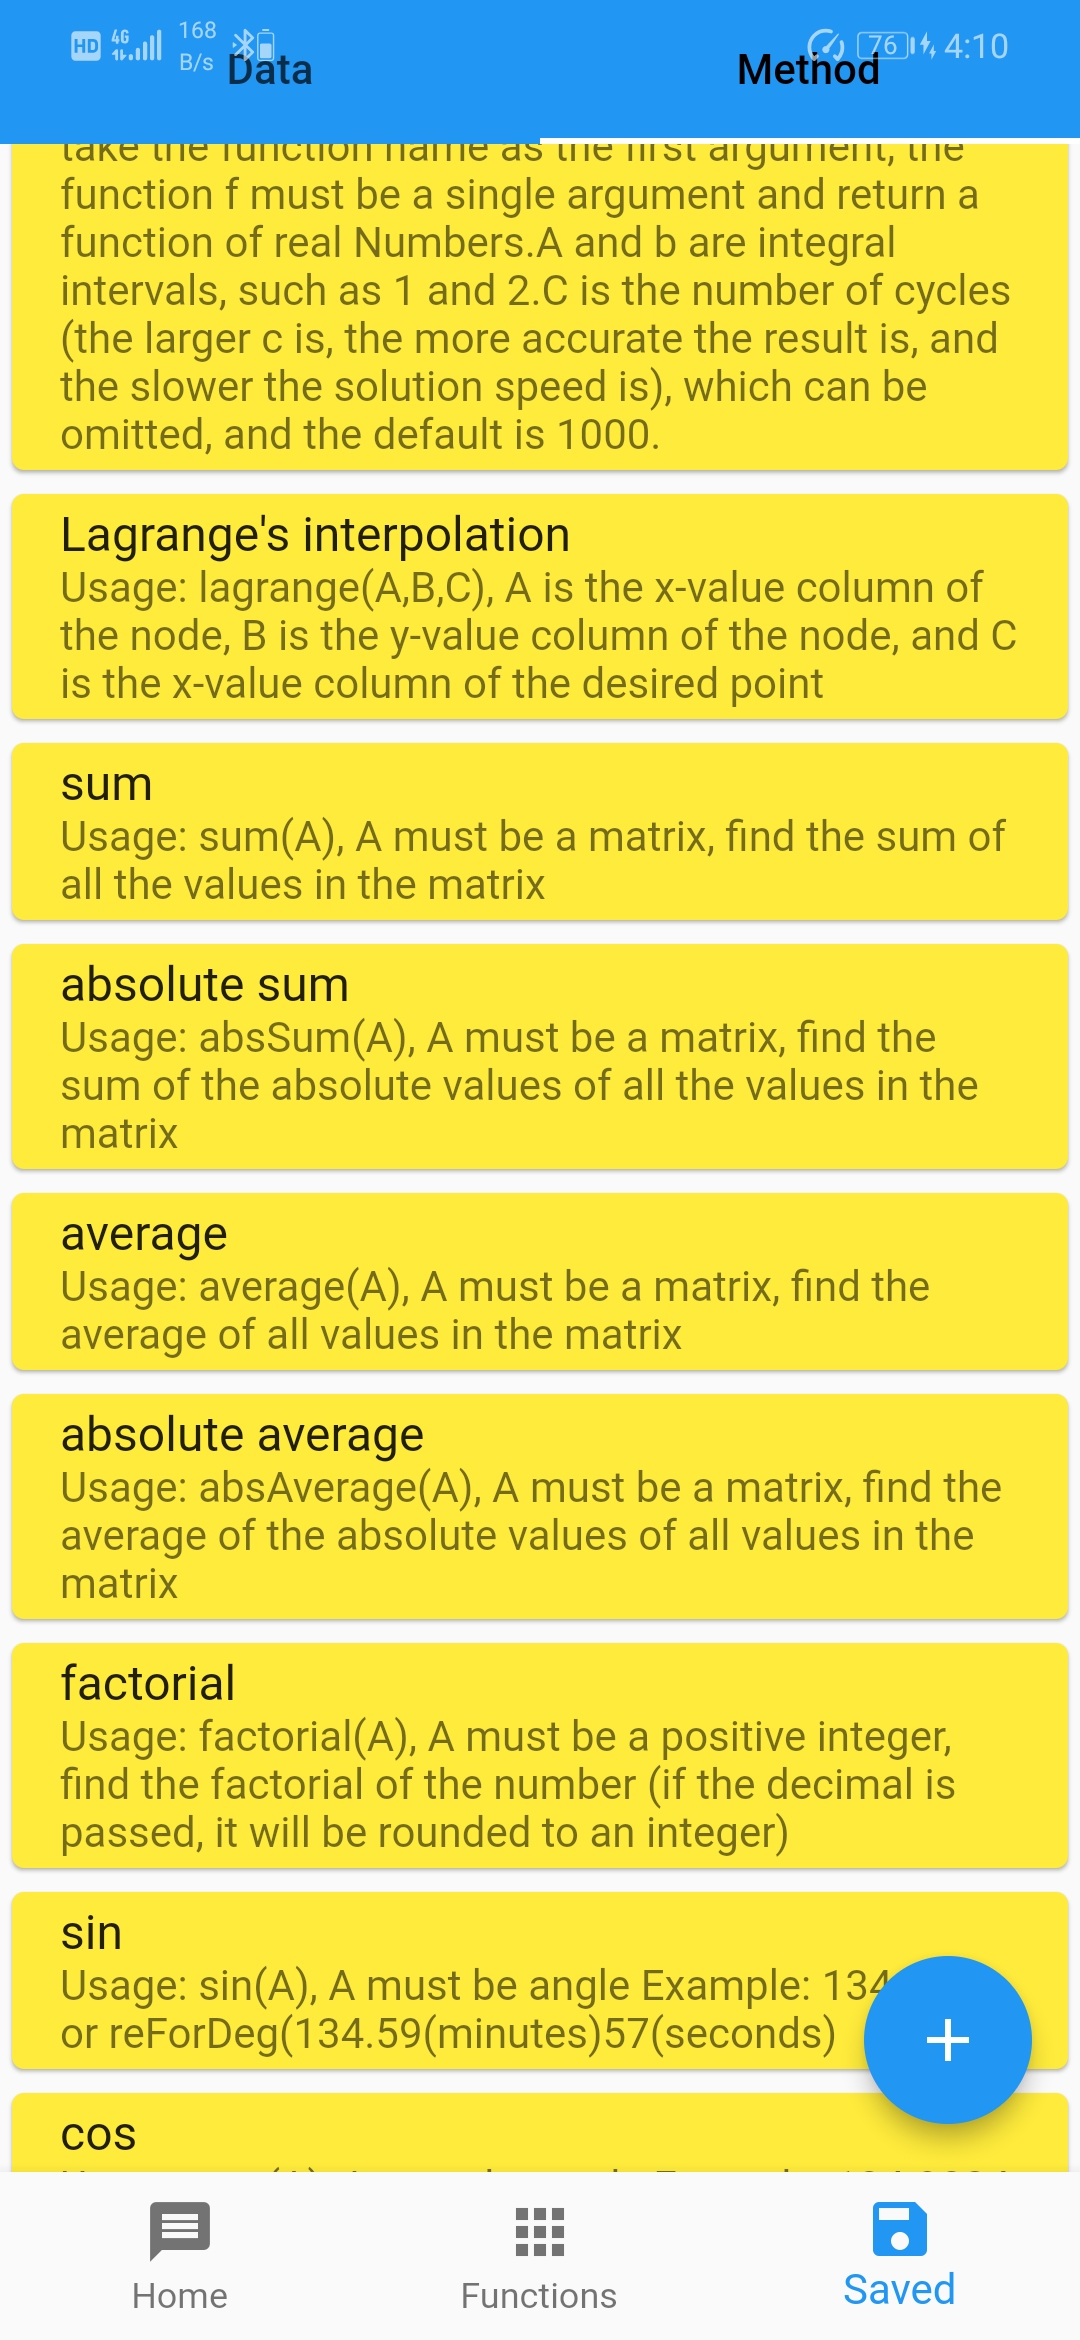 HD 4G 168 B/s 76 4:10
Data Method
take the function name as the first argument, the
function f must be a single argument and return a
function of real Numbers.A and b are integral
intervals, such as 1 and 2.C is the number of cycles
(the larger c is, the more accurate the result is, and
the slower the solution speed is), which can be
omitted, and the default is 1000.
Lagrange's interpolation
Usage: lagrange(A,B,C), A is the x-value column of
the node, B is the y-value column of the node, and C
is the x-value column of the desired point
sum
Usage: sum(A), A must be a matrix, find the sum of
all the values in the matrix
absolute sum
Usage: absSum(A), A must be a matrix, find the
sum of the absolute values of all the values in the
matrix
average
Usage: average(A), A must be a matrix, find the
average of all values in the matrix
absolute average
Usage: absAverage(A), A must be a matrix, find the
average of the absolute values of all values in the
matrix
factorial
Usage: factorial(A), A must be a positive integer,
find the factorial of the number (if the decimal is
passed, it will be rounded to an integer)
sin
Usage: sin(A), A must be angle Example: 134
or reForDeg(134.59(minutes)57(seconds)
cos
Home Functions Saved